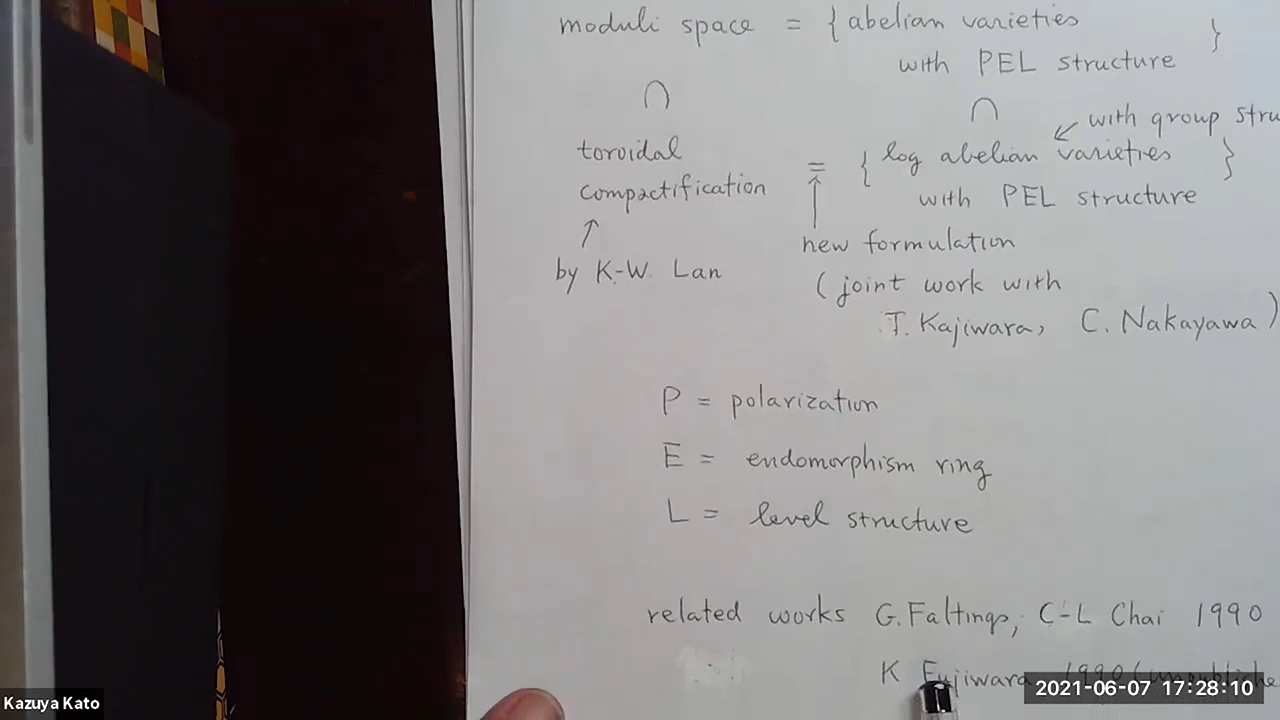 moduli space = { abelian varieties }
with PEL structure
∩ ∩
with group
toroidal = { log abelian varieties }
compactification with PEL structure
↑ new formulation
by K-W. Lan (joint work with
T. Kajiwara, C. Nakayawa)
P = polarization
E = endomorphism ring
L = level structure
related works G. Faltings, C-L Chai 1990
K Fujiwara 1990
2021-06-07 17:28:10
Kazuya Kato